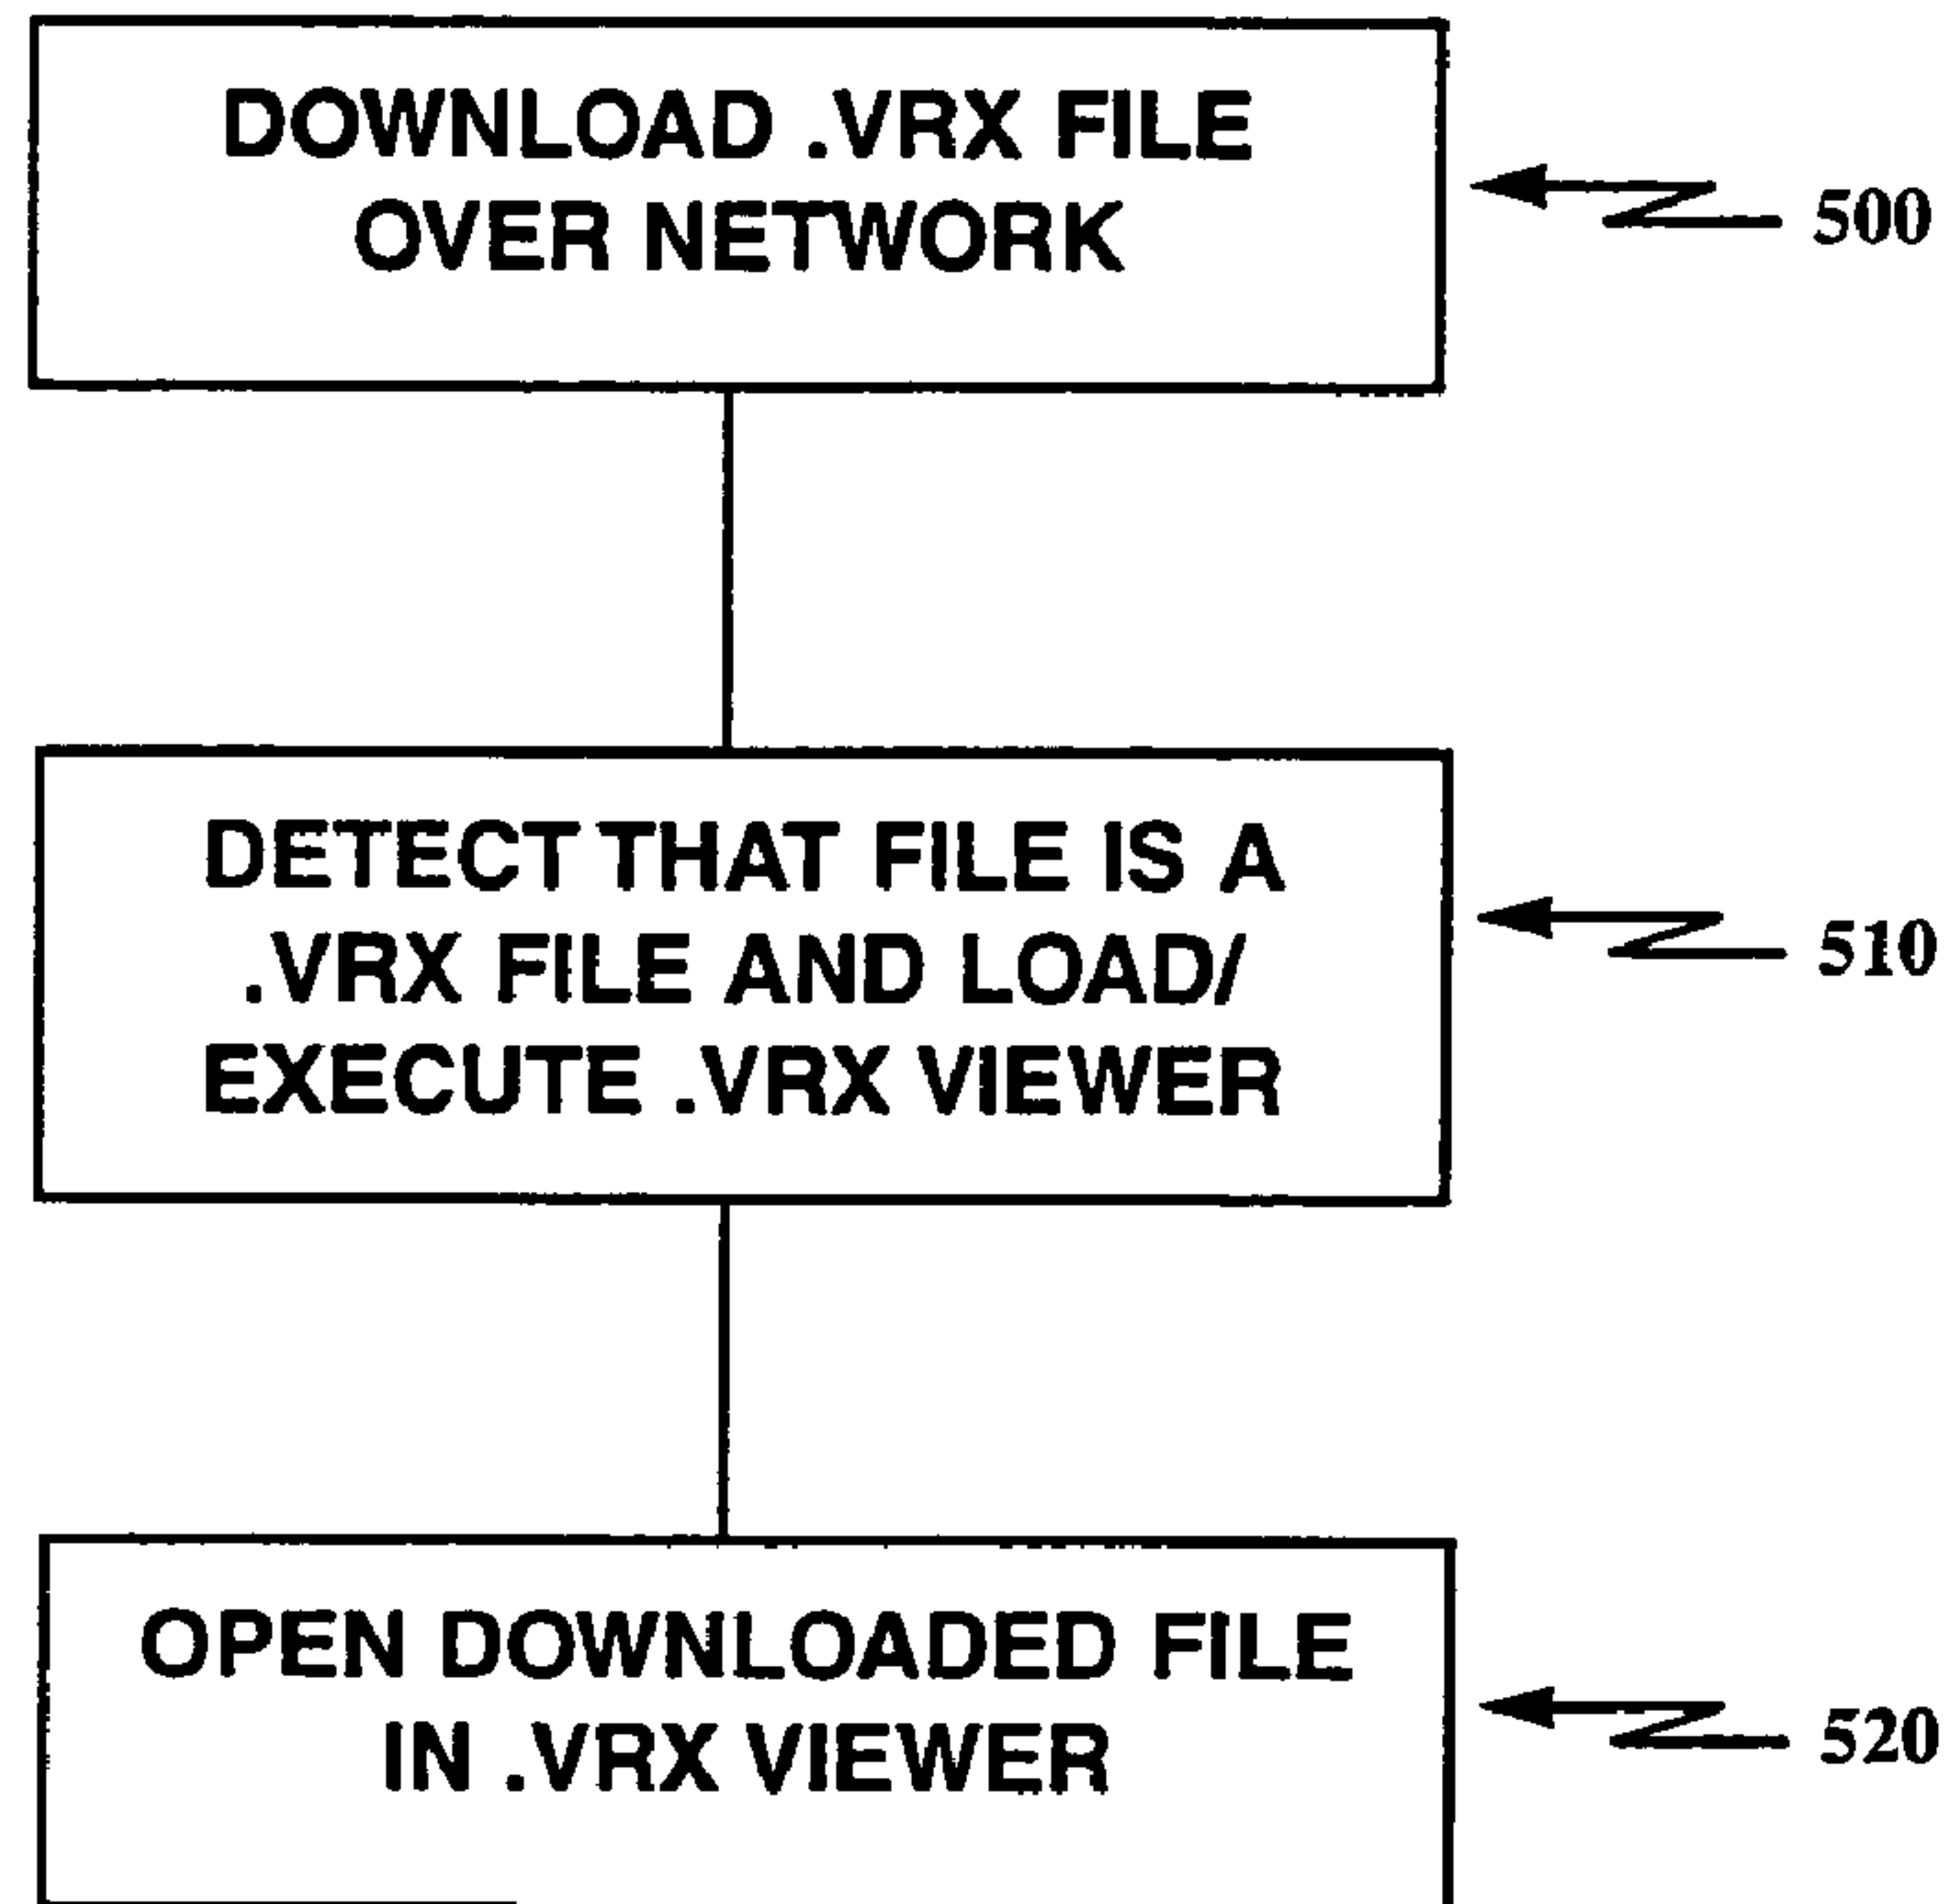 DOWNLOAD .VRX FILE
OVER NETWORK
500
DETECT THAT FILE IS A
.VRX FILE AND LOAD/
EXECUTE .VRX VIEWER
510
OPEN DOWNLOADED FILE
IN .VRX VIEWER
520